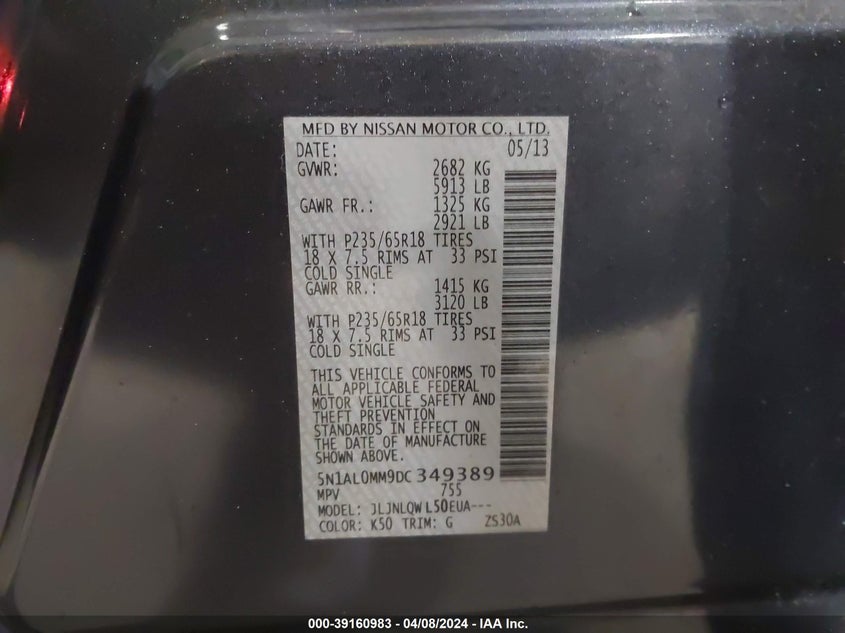 MFD BY NISSAN MOTOR CO., LTD.
DATE: 05/13
GVWR: 2682 KG
5913 LB
GAWR FR.: 1325 KG
2921 LB
WITH P235/65R18 TIRES
18 X 7.5 RIMS AT 33 PSI
COLD SINGLE
GAWR RR.: 1415 KG
3120 LB
WITH P235/65R18 TIRES
18 X 7.5 RIMS AT 33 PSI
COLD SINGLE
THIS VEHICLE CONFORMS TO
ALL APPLICABLE FEDERAL
MOTOR VEHICLE SAFETY AND
THEFT PREVENTION
STANDARDS IN EFFECT ON
THE DATE OF MANUFACTURE
SHOWN ABOVE.
5N1AL0MM9DC349389
MPV 755
MODEL: JLJNLQWL50EUA---
COLOR: K50 TRIM: G ZS30A
000-39160983 - 04/08/2024 - IAA Inc.